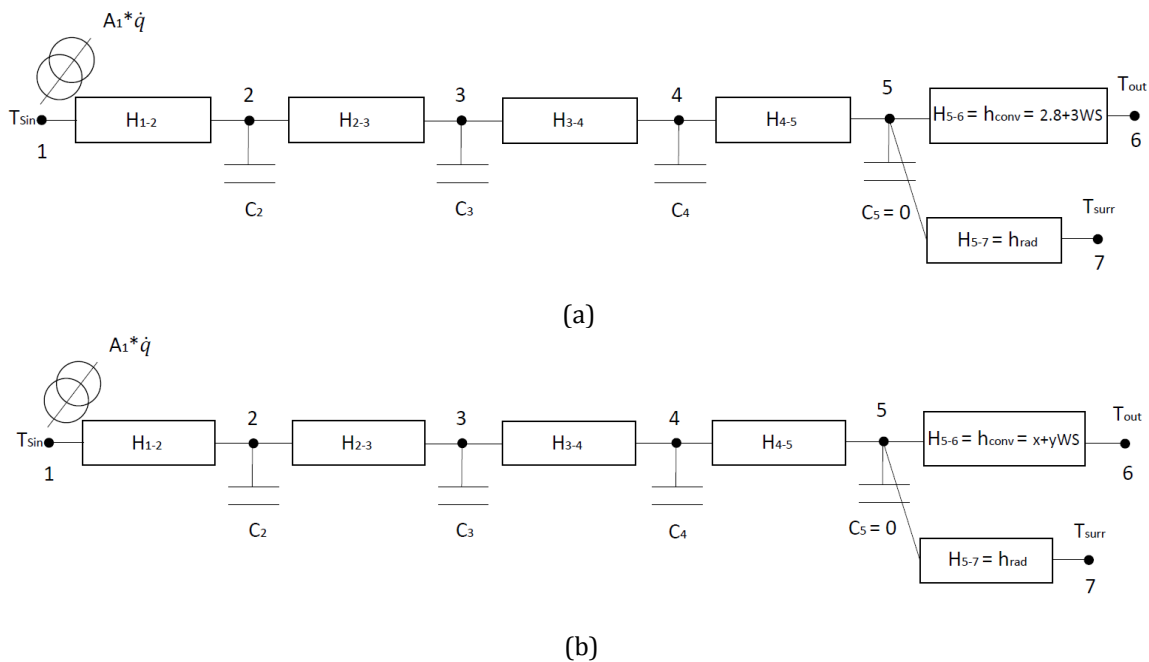 A₁*q̇
T_Sin
1
H₁₋₂
2
C₂
H₂₋₃
3
C₃
H₃₋₄
4
C₄
H₄₋₅
5
C₅ = 0
H₅₋₆ = h_conv = 2.8+3WS
T_out
6
H₅₋₇ = h_rad
T_surr
7
(a)
A₁*q̇
T_Sin
1
H₁₋₂
2
C₂
H₂₋₃
3
C₃
H₃₋₄
4
C₄
H₄₋₅
5
C₅ = 0
H₅₋₆ = h_conv = x+yWS
T_out
6
H₅₋₇ = h_rad
T_surr
7
(b)